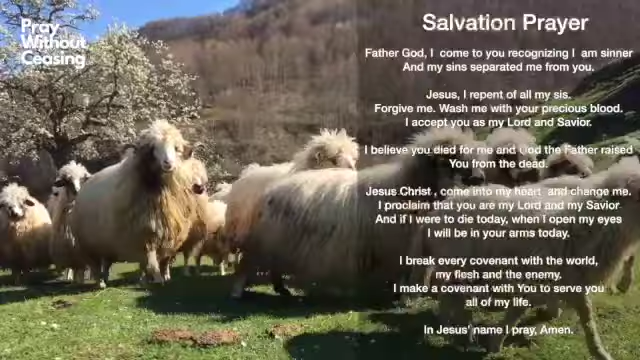 Pray
Without
Ceasing
Salvation Prayer
Father God, I come to you recognizing I am sinner
And my sins separated me from you.
Jesus, I repent of all my sis.
Forgive me. Wash me with your precious blood.
I accept you as my Lord and Savior.
I believe you died for me and God the Father raised
You from the dead.
Jesus Christ , come into my heart and change me.
I proclaim that you are my Lord and my Savior
And if I were to die today, when I open my eyes
I will be in your arms today.
I break every covenant with the world,
my flesh and the enemy.
I make a covenant with You to serve you
all of my life.
In Jesus' name I pray, Amen.